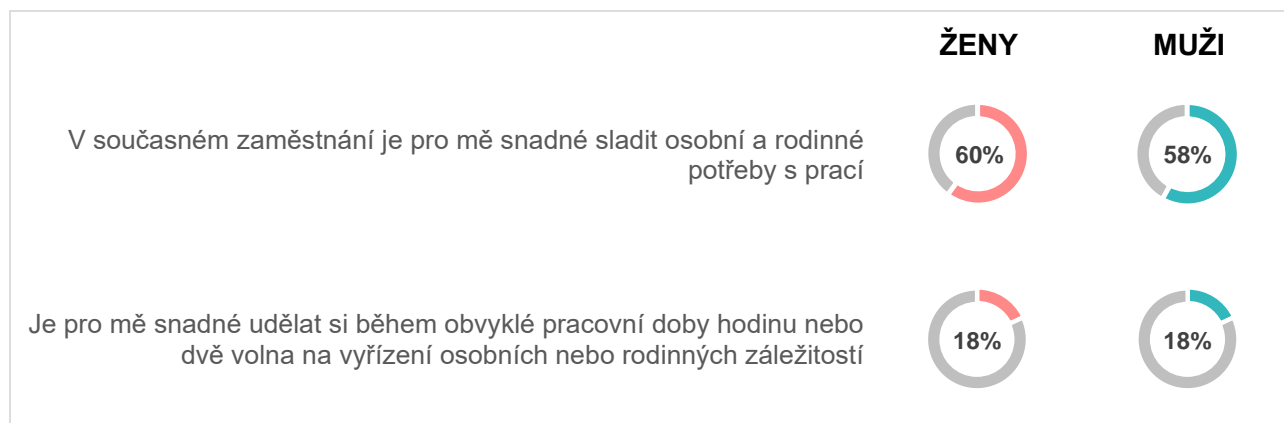 ŽENY MUŽI
V současném zaměstnání je pro mě snadné sladit osobní a rodinné
potřeby s prací
60% 58%
Je pro mě snadné udělat si během obvyklé pracovní doby hodinu nebo
dvě volna na vyřízení osobních nebo rodinných záležitostí
18% 18%